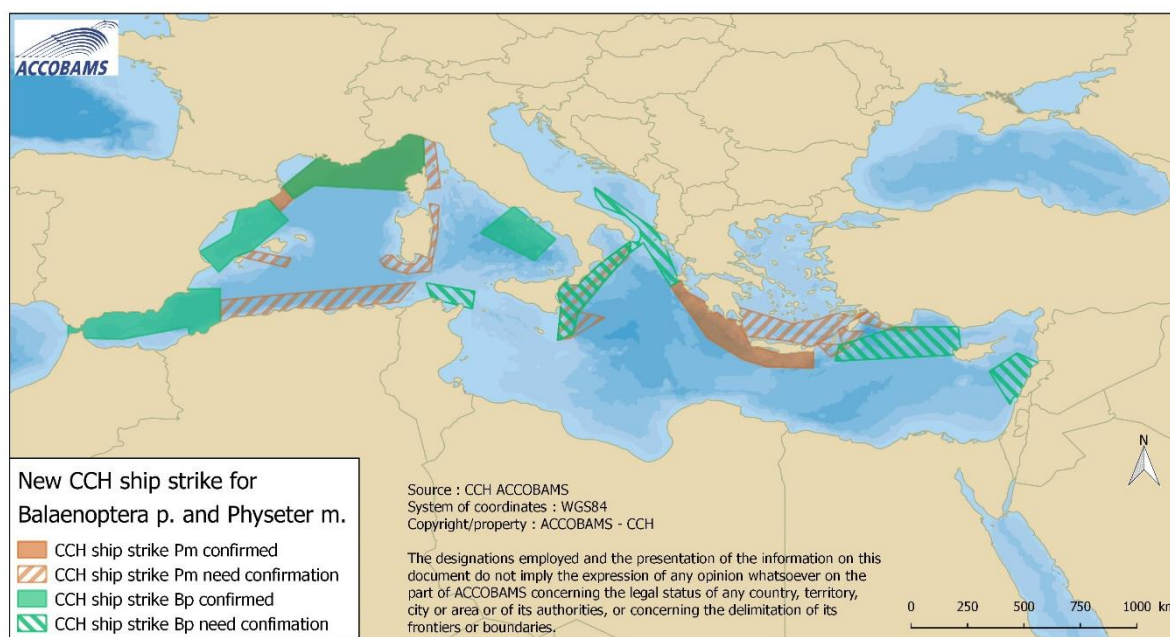 ACCOBAMS
New CCH ship strike for
Balaenoptera p. and Physeter m.
CCH ship strike Pm confirmed
CCH ship strike Pm need confirmation
CCH ship strike Bp confirmed
CCH ship strike Bp need confimation
Source : CCH ACCOBAMS
System of coordinates : WGS84
Copyright/property : ACCOBAMS - CCH
The designations employed and the presentation of the information on this
document do not imply the expression of any opinion whatsoever on the
part of ACCOBAMS concerning the legal status of any country, territory,
city or area or of its authorities, or concerning the delimitation of its
frontiers or boundaries.
N
0 250 500 750 1000 km